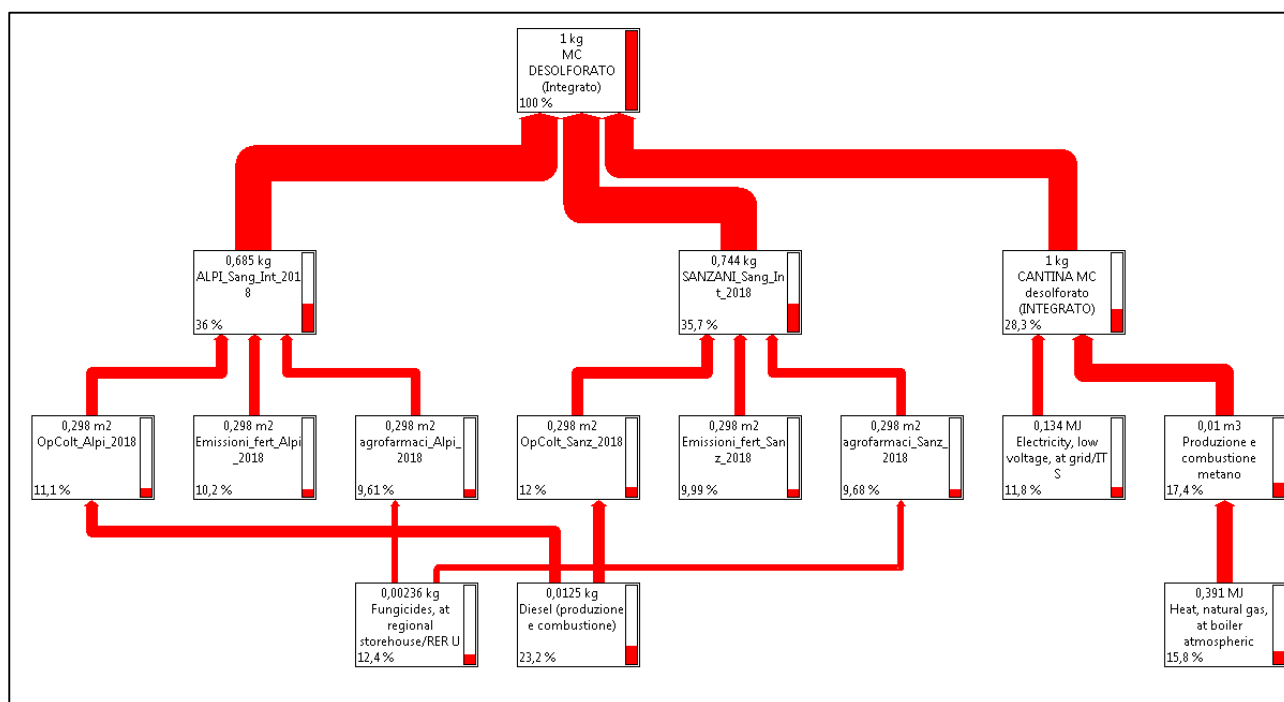 1 kg
MC
DESOLFORATO
(Integrato)
100 %
0,685 kg
ALPI_Sang_Int_201
8
36 %
0,744 kg
SANZANI_Sang_In
t_2018
35,7 %
1 kg
CANTINA MC
desolforato
(INTEGRATO)
28,3 %
0,298 m2
OpColt_Alpi_2018
11,1 %
0,298 m2
Emissioni_fert_Alpi
_2018
10,2 %
0,298 m2
agrofarmaci_Alpi_
2018
9,61 %
0,298 m2
OpColt_Sanz_2018
12 %
0,298 m2
Emissioni_fert_San
z_2018
9,99 %
0,298 m2
agrofarmaci_Sanz_
2018
9,68 %
0,134 MJ
Electricity, low
voltage, at grid/IT
S
11,8 %
0,01 m3
Produzione e
combustione
metano
17,4 %
0,00236 kg
Fungicides, at
regional
storehouse/RER U
12,4 %
0,0125 kg
Diesel (produzione
e combustione)
23,2 %
0,391 MJ
Heat, natural gas,
at boiler
atmospheric
15,8 %